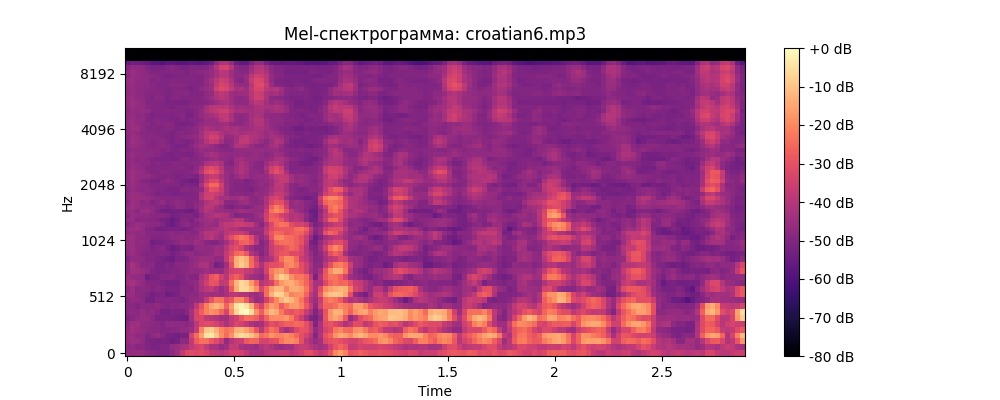 Mel-спектрограмма: croatian6.mp3
Hz
8192
4096
2048
1024
512
0
0
0.5
1
1.5
2
2.5
Time
+0 dB
-10 dB
-20 dB
-30 dB
-40 dB
-50 dB
-60 dB
-70 dB
-80 dB